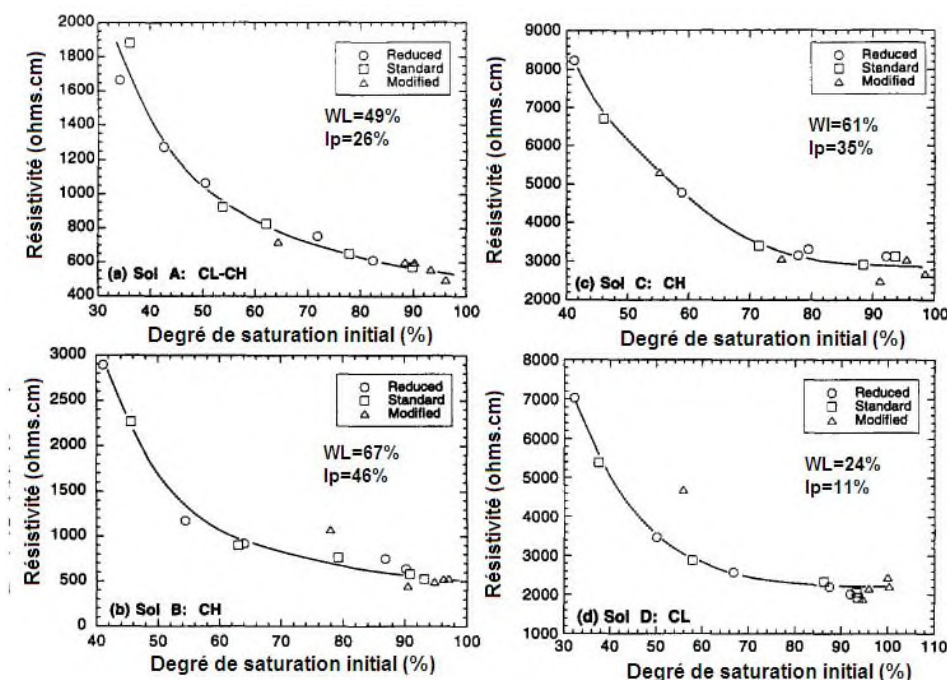 2000
1800
1600
1400
1200
1000
800
600
400
Résistivité (ohms.cm)
Reduced
Standard
Modified
WL=49%
Ip=26%
(a) Sol A: CL-CH
30 40 50 60 70 80 90 100
Degré de saturation initial (%)
9000
8000
7000
6000
5000
4000
3000
2000
Résistivité (ohms.cm)
Reduced
Standard
Modified
Wl=61%
Ip=35%
(c) Sol C: CH
40 50 60 70 80 90 100
Degré de saturation initial (%)
3000
2500
2000
1500
1000
500
0
Résistivité (ohms.cm)
Reduced
Standard
Modified
WL=67%
Ip=46%
(b) Sol B: CH
40 50 60 70 80 90 100
Degré de saturation initial (%)
8000
7000
6000
5000
4000
3000
2000
1000
Résistivité (ohms.cm)
Reduced
Standard
Modified
WL=24%
Ip=11%
(d) Sol D: CL
30 40 50 60 70 80 90 100 110
Degré de saturation initial (%)